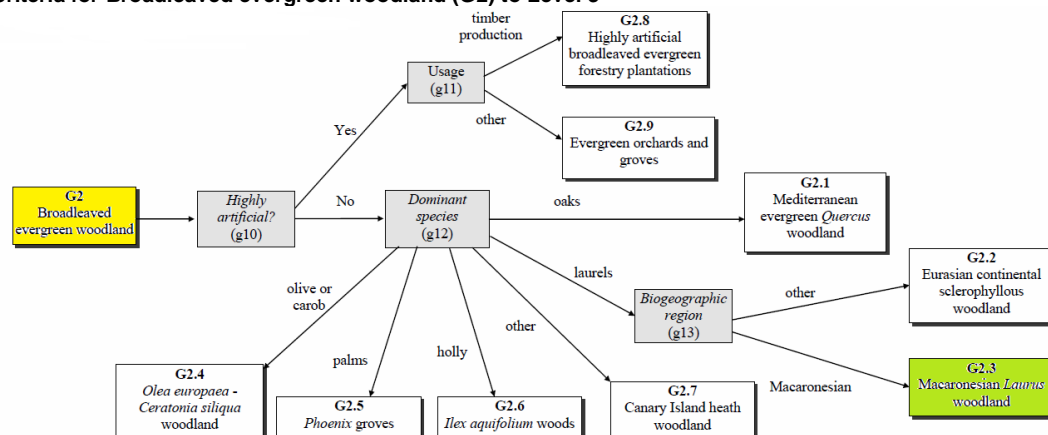 Criteria for Broadleaved evergreen woodland (G2) to Level 3
timber
production
G2.8
Highly artificial
broadleaved evergreen
forestry plantations
Usage
(g11)
other
G2.9
Evergreen orchards and
groves
Yes
G2
Broadleaved
evergreen woodland
Highly
artificial?
(g10)
No
Dominant
species
(g12)
oaks
G2.1
Mediterranean
evergreen Quercus
woodland
laurels
Biogeographic
region
(g13)
other
G2.2
Eurasian continental
sclerophyllous
woodland
Macaronesian
G2.3
Macaronesian Laurus
woodland
olive or
carob
palms
holly
other
G2.4
Olea europaea -
Ceratonia siliqua
woodland
G2.5
Phoenix groves
G2.6
Ilex aquifolium woods
G2.7
Canary Island heath
woodland